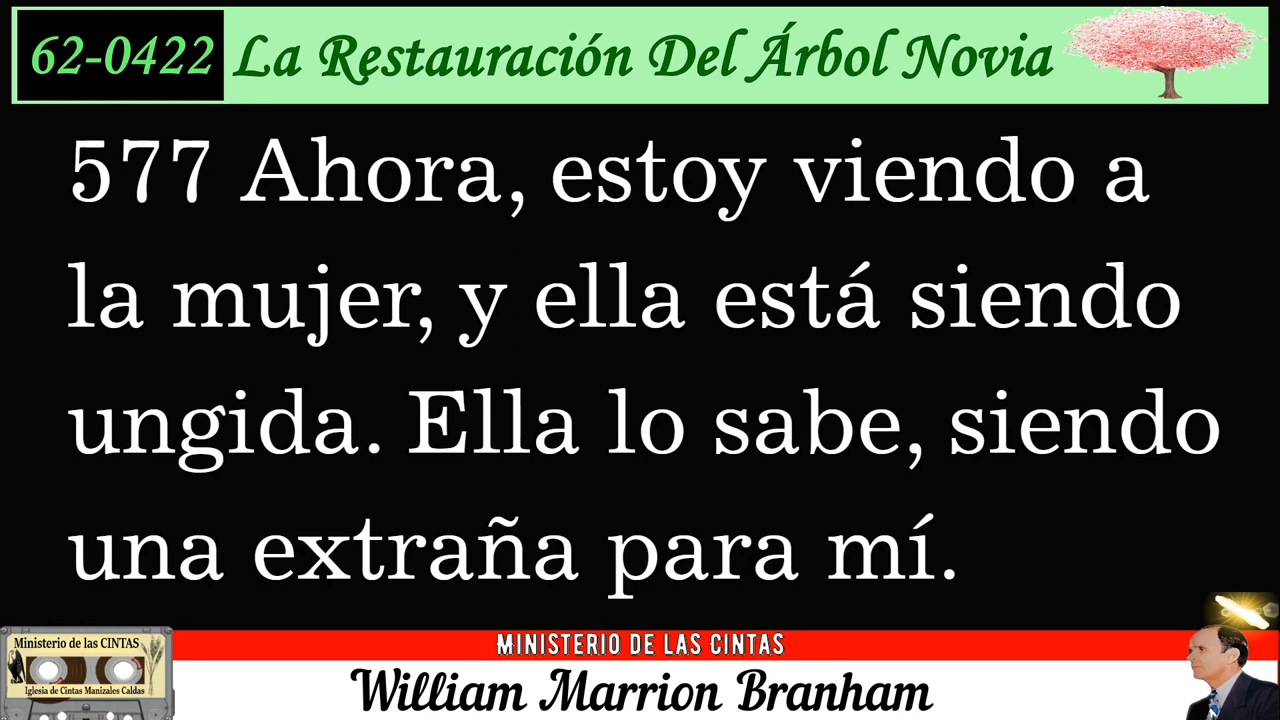 62-0422 La Restauración Del Árbol Novia
577 Ahora, estoy viendo a
la mujer, y ella está siendo
ungida. Ella lo sabe, siendo
una extraña para mí.
MINISTERIO DE LAS CINTAS
Ministerio de las CINTAS
Iglesia de Cintas Manizales Caldas
William Marrion Branham